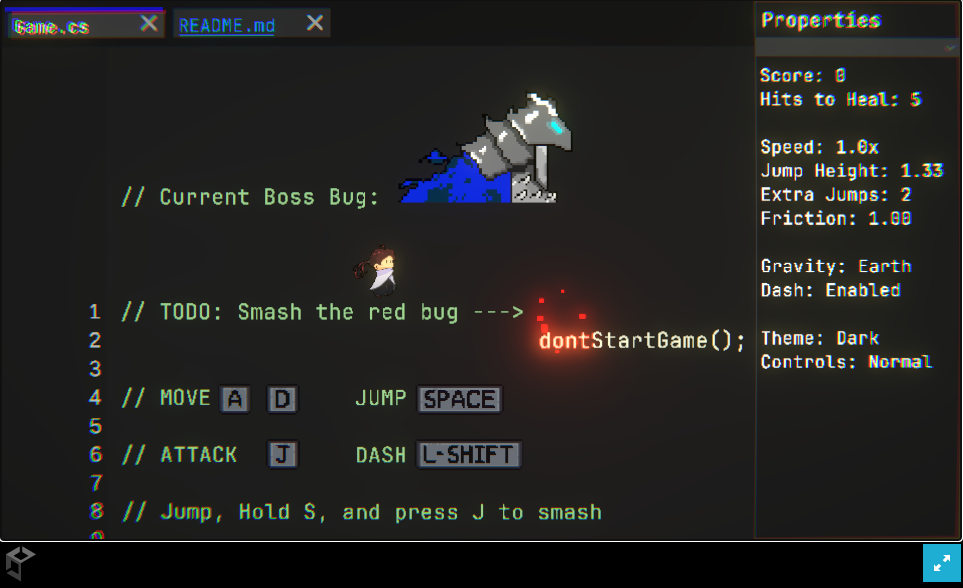 Game.cs
README.md
Properties
Score: 0
Hits to Heal: 5
Speed: 1.0x
Jump Height: 1.33
Extra Jumps: 2
Friction: 1.00
Gravity: Earth
Dash: Enabled
Theme: Dark
Controls: Normal
// Current Boss Bug:
1 // TODO: Smash the red bug --->
2 dontStartGame();
3
4 // MOVE A D JUMP SPACE
5
6 // ATTACK J DASH L-SHIFT
7
8 // Jump, Hold S, and press J to smash
9